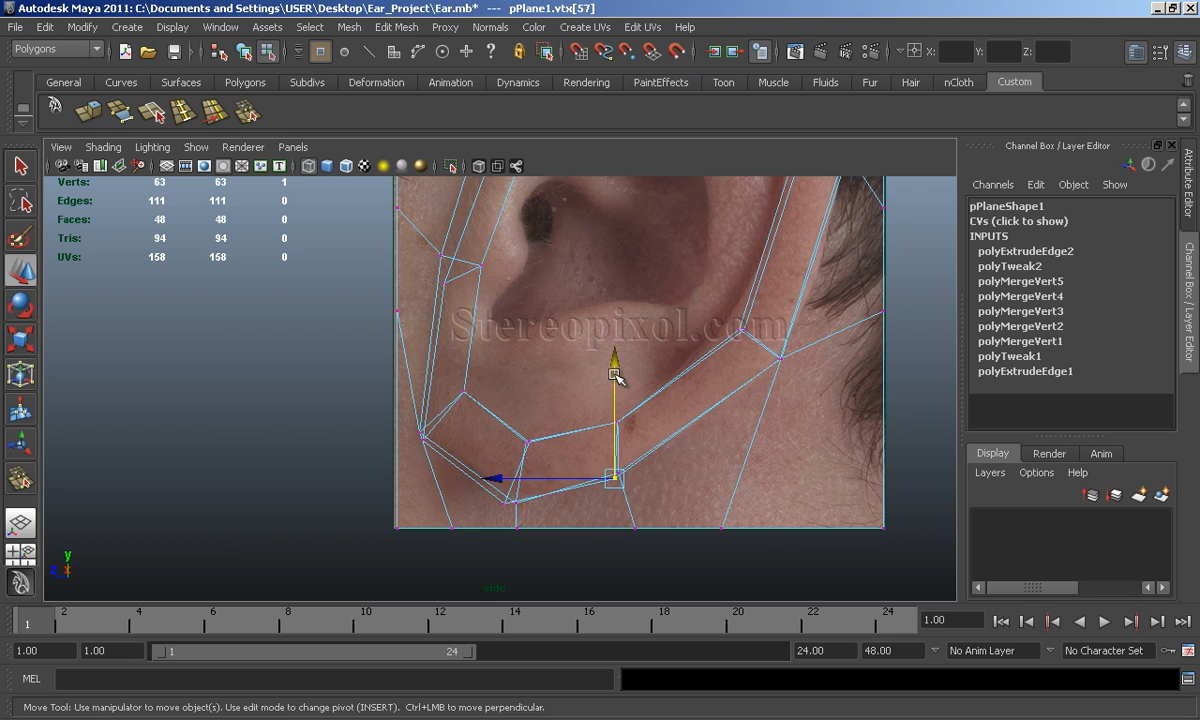 Autodesk Maya 2011: C:\Documents and Settings\USER\Desktop\Ear_Project\Ear.mb* --- pPlane1.vtx[57]
File Edit Modify Create Display Window Assets Select Mesh Edit Mesh Proxy Normals Color Create UVs Edit UVs Help
Polygons X: Y: Z:
General Curves Surfaces Polygons Subdivs Deformation Animation Dynamics Rendering PaintEffects Toon Muscle Fluids Fur Hair nCloth Custom
View Shading Lighting Show Renderer Panels
Verts: 63 63 1
Edges: 111 111 0
Faces: 48 48 0
Tris: 94 94 0
UVs: 158 158 0
Stereopixol.com
y
z
x
side
Channel Box / Layer Editor
Channels Edit Object Show
pPlaneShape1
CVs (click to show)
INPUTS
polyExtrudeEdge2
polyTweak2
polyMergeVert5
polyMergeVert4
polyMergeVert3
polyMergeVert2
polyMergeVert1
polyTweak1
polyExtrudeEdge1
Attribute Editor
Channel Box / Layer Editor
Display Render Anim
Layers Options Help
1 2 4 6 8 10 12 14 16 18 20 22 24 1.00
1.00 1.00 1 24 24.00 48.00 No Anim Layer No Character Set
MEL
Move Tool: Use manipulator to move object(s). Use edit mode to change pivot (INSERT). Ctrl+LMB to move perpendicular.